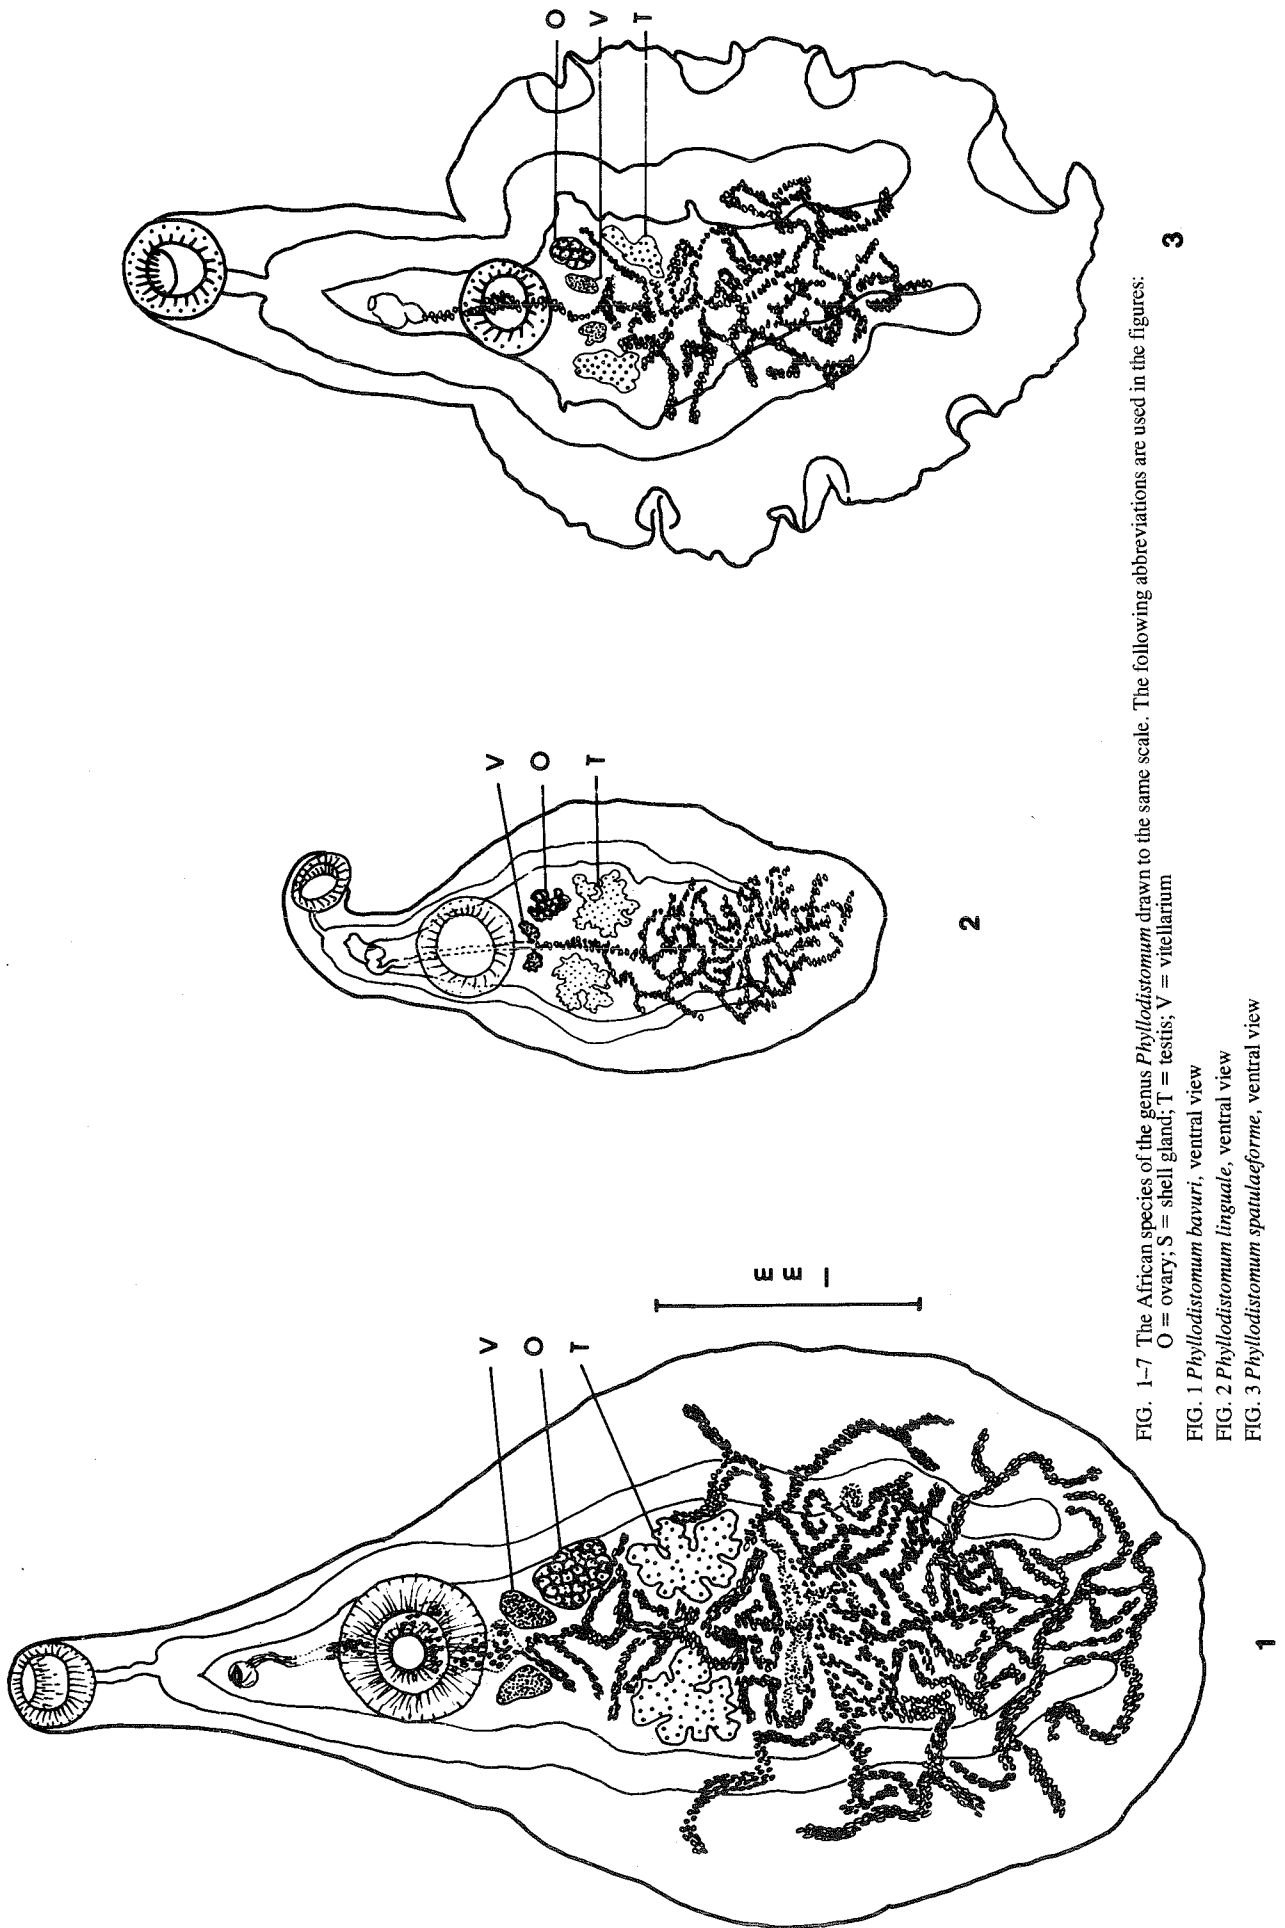 V
O
T
1 mm
1
V
O
T
2
O
V
T
3
FIG. 1–7 The African species of the genus Phyllodistomum drawn to the same scale. The following abbreviations are used in the figures:
O = ovary; S = shell gland; T = testis; V = vitellarium
FIG. 1 Phyllodistomum bavuri, ventral view
FIG. 2 Phyllodistomum linguale, ventral view
FIG. 3 Phyllodistomum spatulaeforme, ventral view